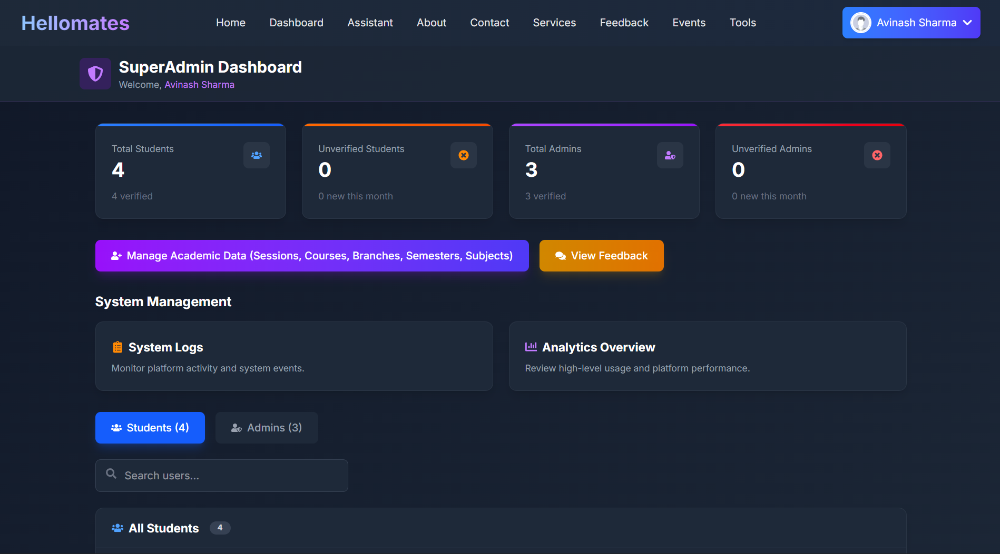 Hellomates
Home Dashboard Assistant About Contact Services Feedback Events Tools
Avinash Sharma
SuperAdmin Dashboard
Welcome, Avinash Sharma
Total Students
4
4 verified
Unverified Students
0
0 new this month
Total Admins
3
3 verified
Unverified Admins
0
0 new this month
Manage Academic Data (Sessions, Courses, Branches, Semesters, Subjects)
View Feedback
System Management
System Logs
Monitor platform activity and system events.
Analytics Overview
Review high-level usage and platform performance.
Students (4)
Admins (3)
Search users...
All Students 4